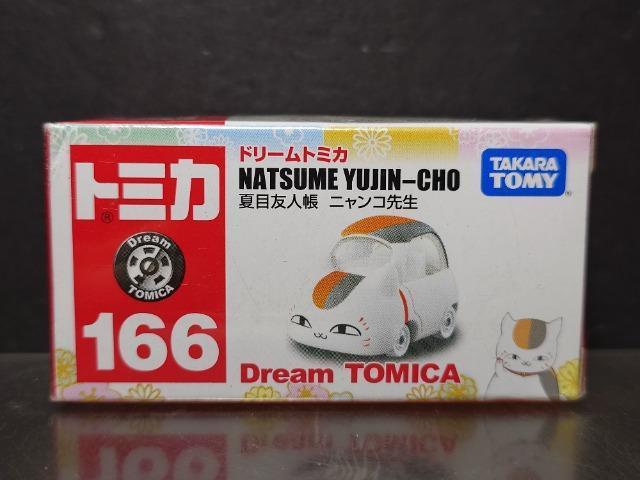 トミカ
®
Dream
TOMICA
166
ドリームトミカ
NATSUME YUJIN-CHO
夏目友人帳 ニャンコ先生
Dream TOMICA
TAKARA
TOMY
®